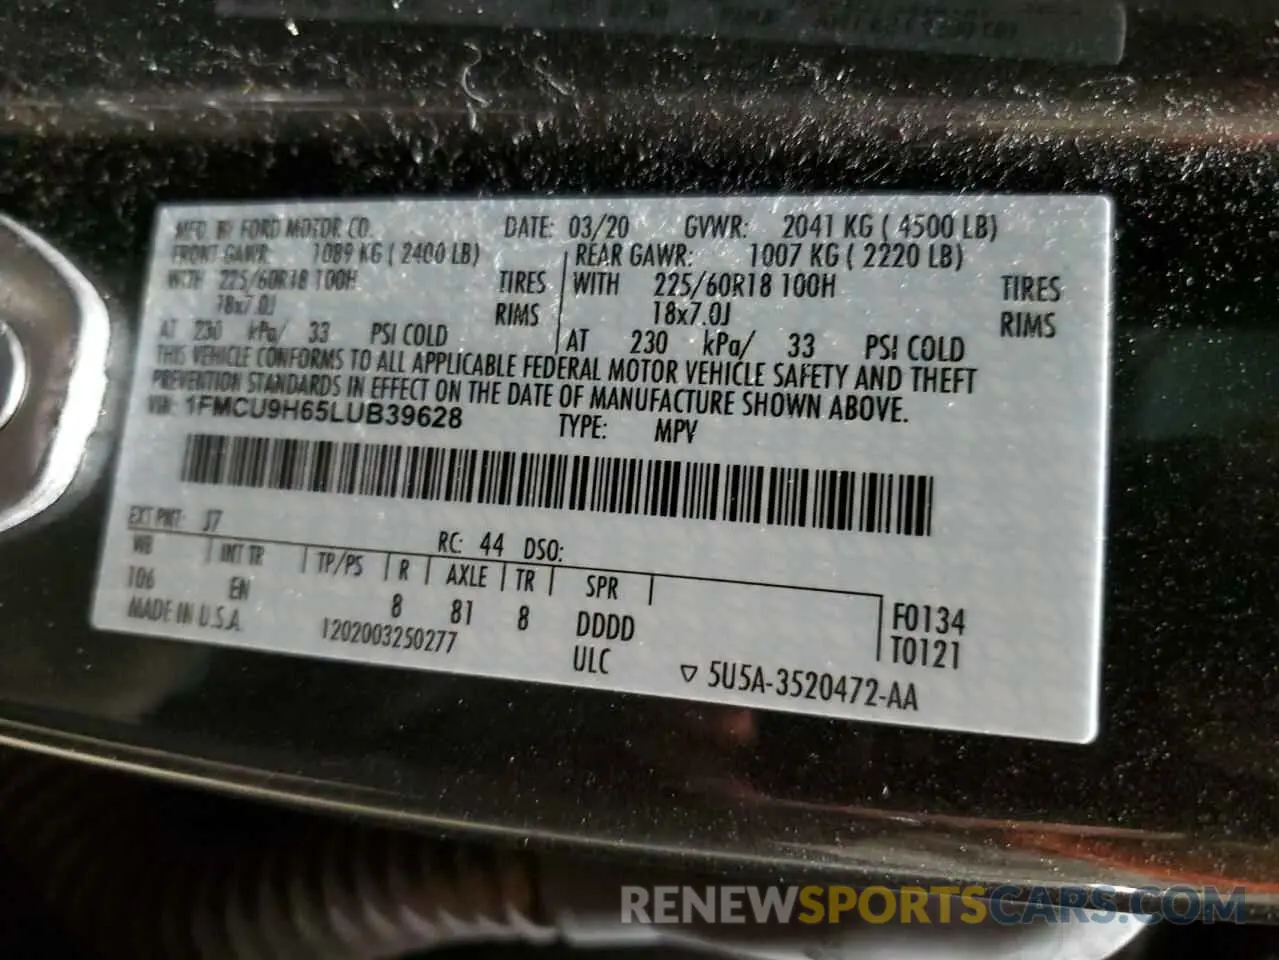 MFD. BY FORD MOTOR CO. DATE: 03/20 GVWR: 2041 KG ( 4500 LB)
FRONT GAWR: 1089 KG ( 2400 LB) REAR GAWR: 1007 KG ( 2220 LB)
WITH 225/60R18 100H TIRES WITH 225/60R18 100H TIRES
18x7.0J RIMS 18x7.0J RIMS
AT 230 kPa/ 33 PSI COLD AT 230 kPa/ 33 PSI COLD
THIS VEHICLE CONFORMS TO ALL APPLICABLE FEDERAL MOTOR VEHICLE SAFETY AND THEFT
PREVENTION STANDARDS IN EFFECT ON THE DATE OF MANUFACTURE SHOWN ABOVE.
VIN: 1FMCU9H65LUB39628 TYPE: MPV
EXT PNT: J7 RC: 44 DSO:
WB INT TR TP/PS R AXLE TR SPR
106 EN 8 81 8 DDDD F0134
MADE IN U.S.A. 1202003250277 ULC T0121
▽ 5U5A-3520472-AA
RENEWSPORTSCARS.COM